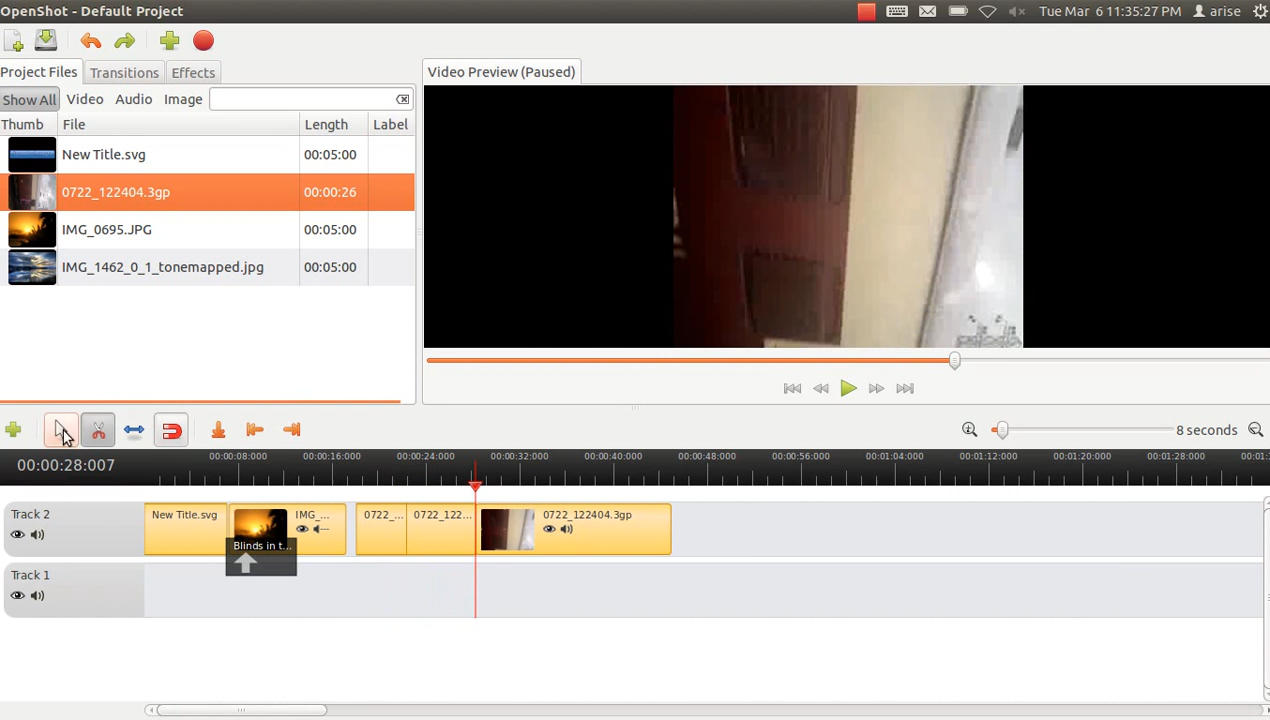 OpenShot - Default Project
Tue Mar 6 11:35:27 PM arise
Project Files Transitions Effects
Show All Video Audio Image
Thumb File Length Label
New Title.svg 00:05:00
0722_122404.3gp 00:00:26
IMG_0695.JPG 00:05:00
IMG_1462_0_1_tonemapped.jpg 00:05:00
Video Preview (Paused)
8 seconds
00:00:28:007
00:00:08:000 00:00:16:000 00:00:24:000 00:00:32:000 00:00:40:000 00:00:48:000 00:00:56:000 00:01:04:000 00:01:12:000 00:01:20:000 00:01:28:000 00:01:
Track 2
New Title.svg IMG_... 0722_... 0722_122... 0722_122404.3gp
Blinds in t...
Track 1